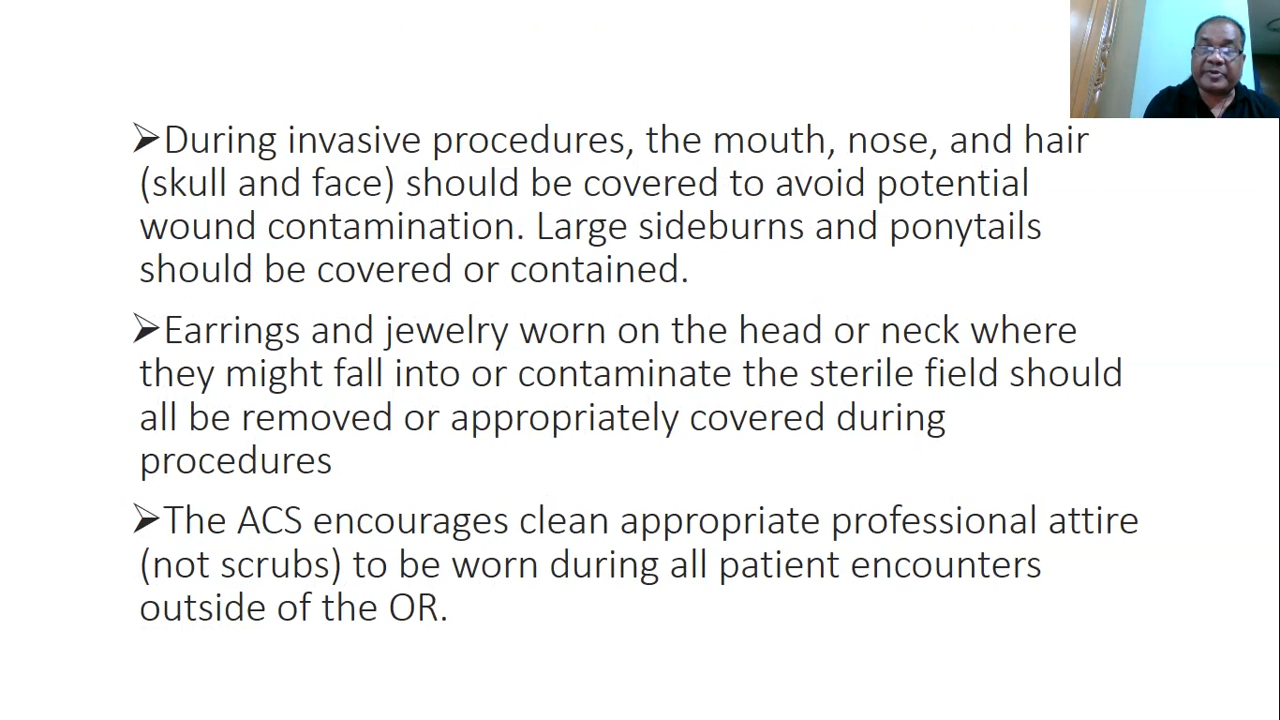 ➢During invasive procedures, the mouth, nose, and hair
(skull and face) should be covered to avoid potential
wound contamination. Large sideburns and ponytails
should be covered or contained.
➢Earrings and jewelry worn on the head or neck where
they might fall into or contaminate the sterile field should
all be removed or appropriately covered during
procedures
➢The ACS encourages clean appropriate professional attire
(not scrubs) to be worn during all patient encounters
outside of the OR.